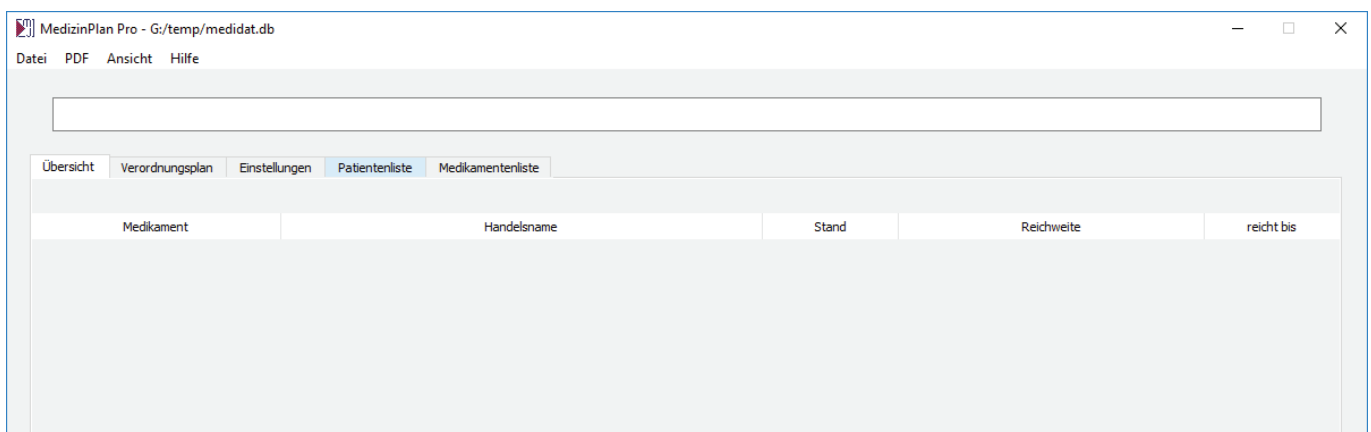 MedizinPlan Pro - G:/temp/medidat.db
Datei PDF Ansicht Hilfe
Übersicht Verordnungsplan Einstellungen Patientenliste Medikamentenliste
Medikament Handelsname Stand Reichweite reicht bis